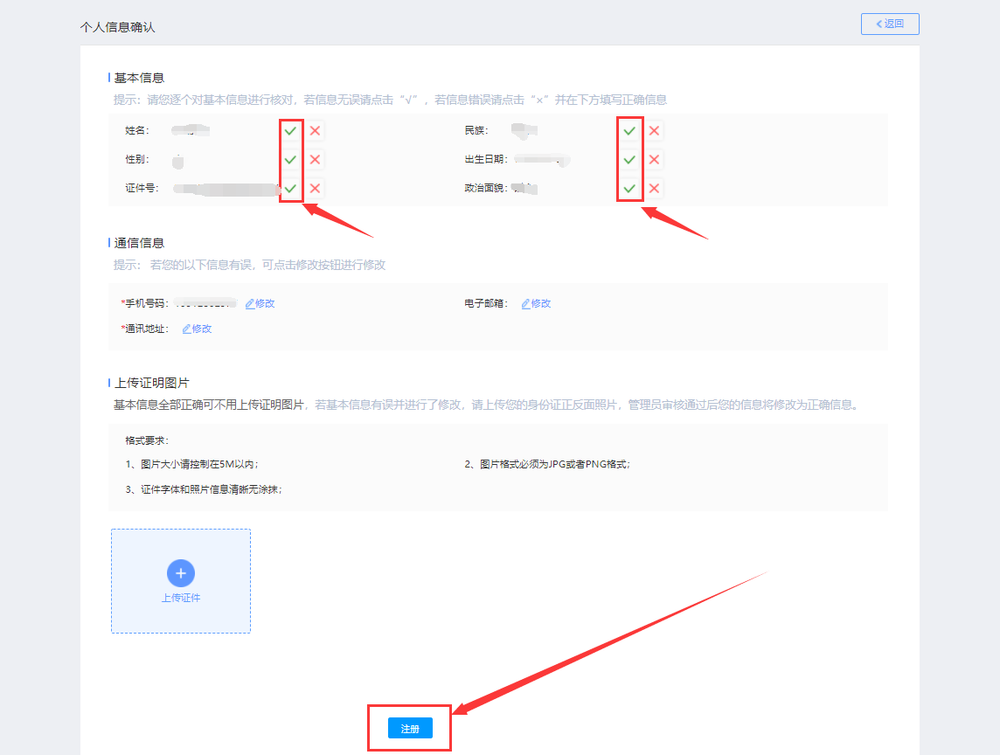 个人信息确认
返回
基本信息
提示：请您逐个对基本信息进行核对，若信息无误请点击“√”，若信息错误请点击“×”并在下方填写正确信息
姓名：
民族：
性别：
出生日期：
证件号：
政治面貌：
通信信息
提示： 若您的以下信息有误，可点击修改按钮进行修改
*手机号码： 修改
电子邮箱： 修改
*通讯地址： 修改
上传证明图片
基本信息全部正确可不用上传证明图片，若基本信息有误并进行了修改，请上传您的身份证正反面照片，管理员审核通过后您的信息将修改为正确信息。
格式要求：
1、图片大小请控制在5M以内；
2、图片格式必须为JPG或者PNG格式；
3、证件字体和照片信息清晰无涂抹；
上传证件
注册